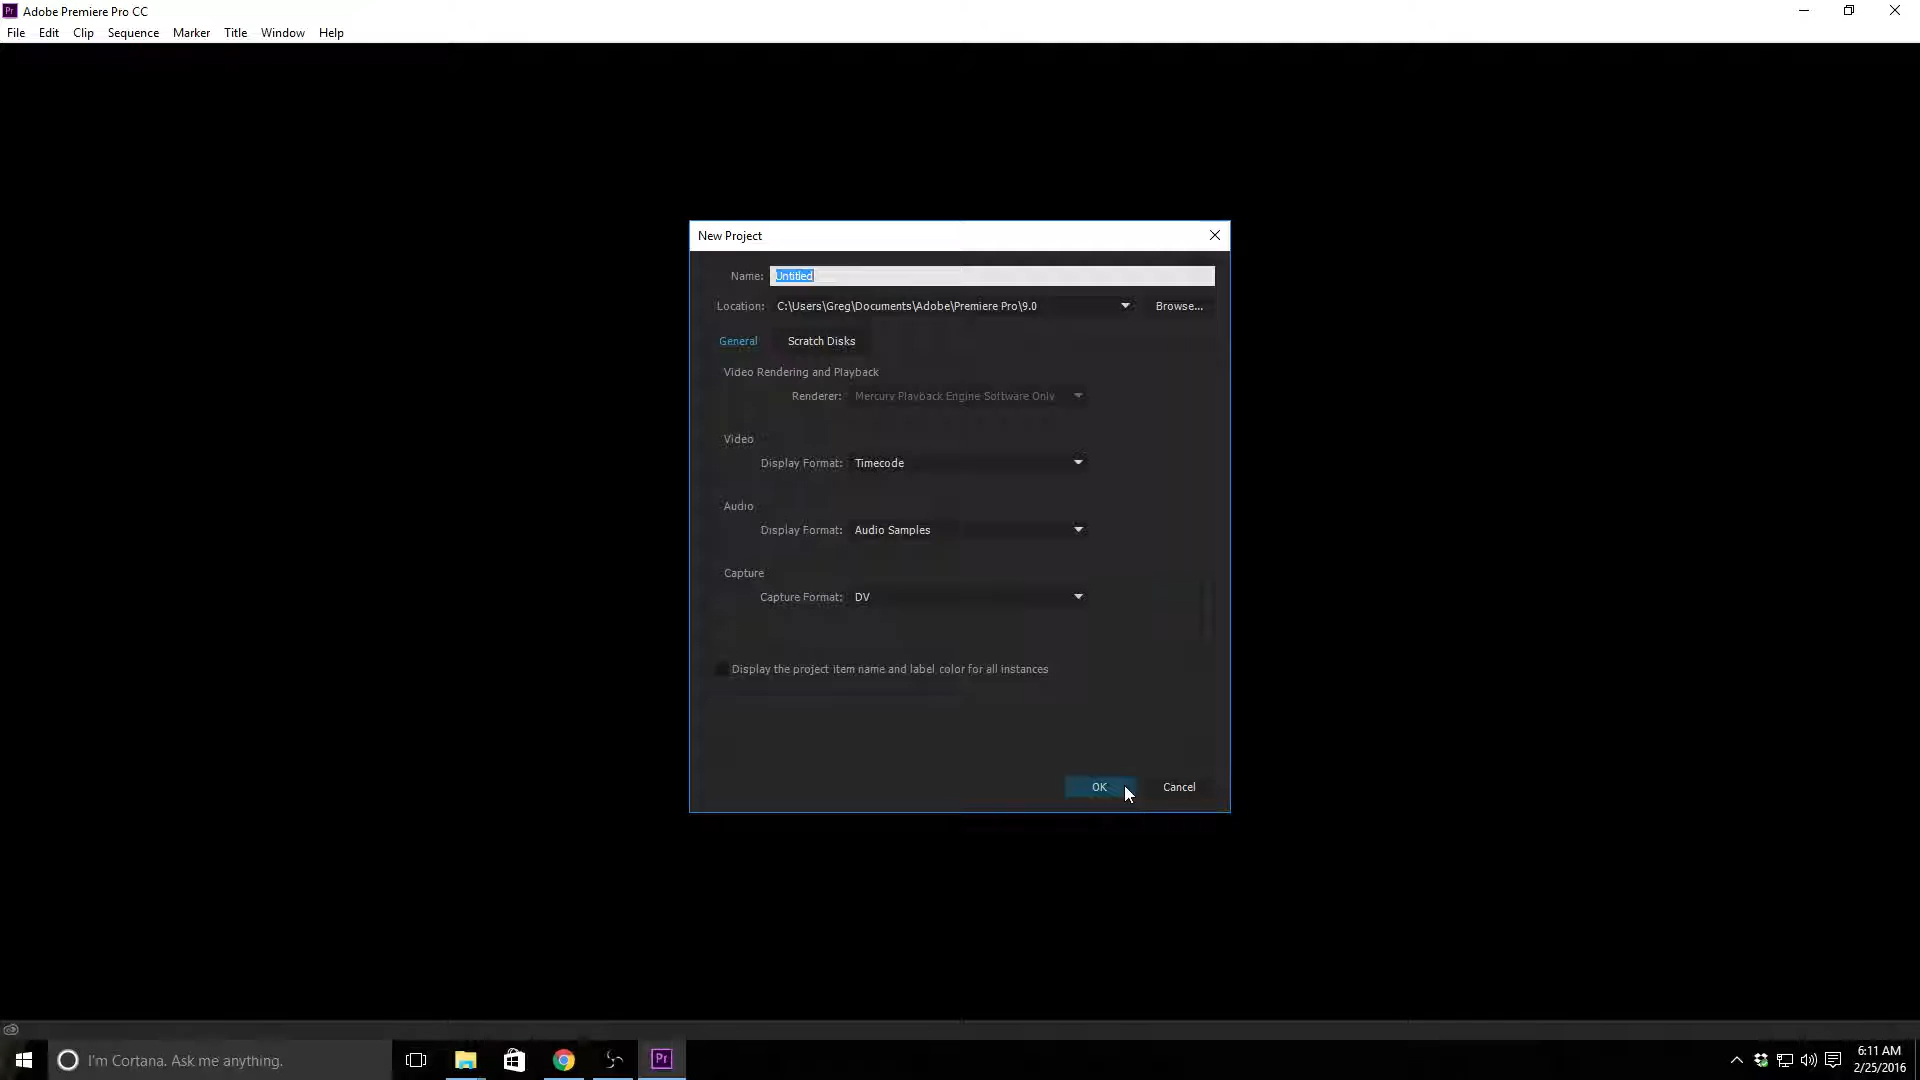 Pr Adobe Premiere Pro CC
File Edit Clip Sequence Marker Title Window Help
New Project
Name: Untitled
Location: C:\Users\Greg\Documents\Adobe\Premiere Pro\9.0 Browse...
General Scratch Disks
Video Rendering and Playback
Renderer: Mercury Playback Engine Software Only
Video
Display Format: Timecode
Audio
Display Format: Audio Samples
Capture
Capture Format: DV
Display the project item name and label color for all instances
OK Cancel
I'm Cortana. Ask me anything.
Pr
6:11 AM
2/25/2016